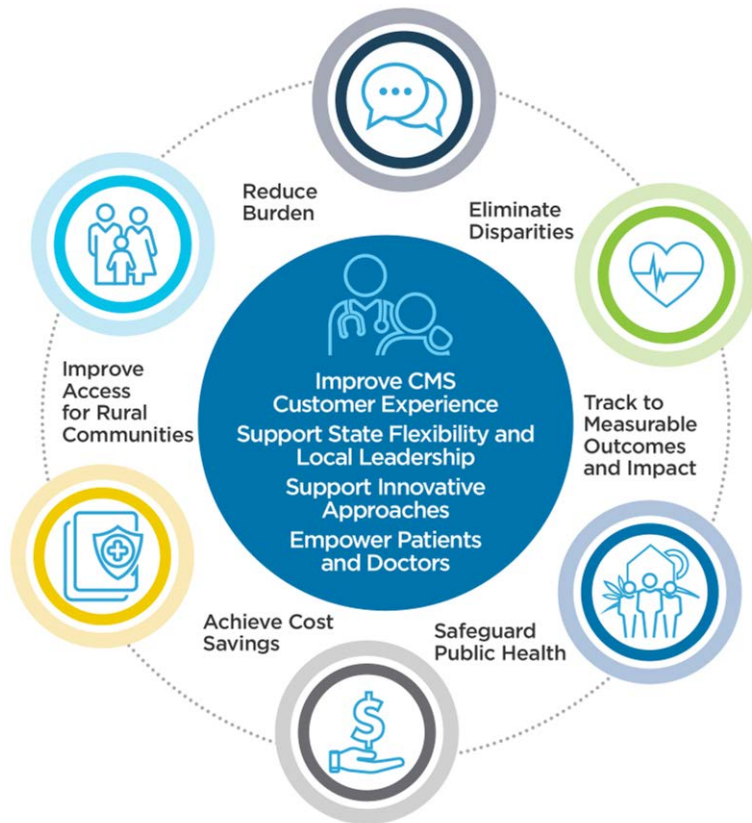 Reduce
Burden
Eliminate
Disparities
Improve CMS
Customer Experience
Support State Flexibility and
Local Leadership
Support Innovative
Approaches
Empower Patients
and Doctors
Improve
Access
for Rural
Communities
Track to
Measurable
Outcomes
and Impact
Achieve Cost
Savings
Safeguard
Public Health
$